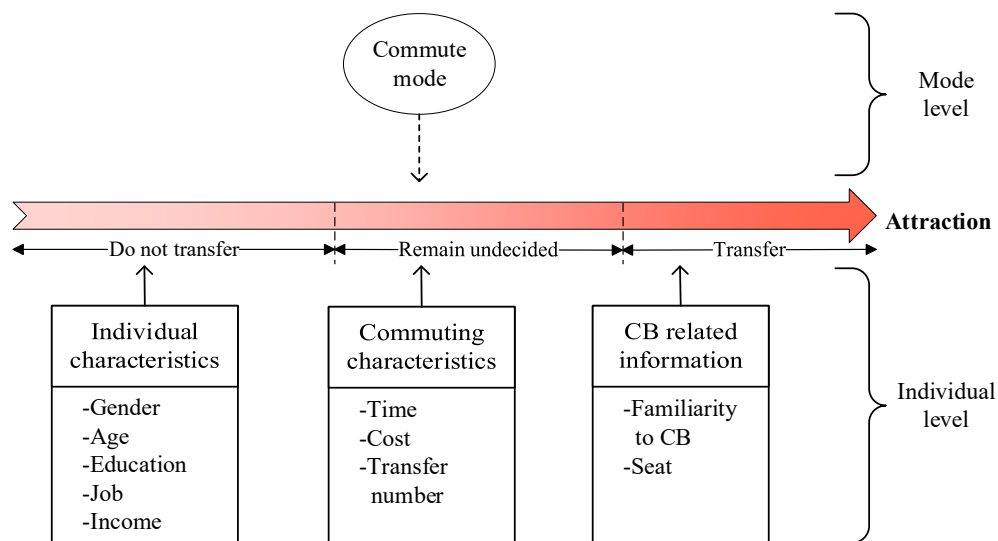 Commute
mode
Mode
level
Attraction
Do not transfer
Remain undecided
Transfer
Individual
characteristics
-Gender
-Age
-Education
-Job
-Income
Commuting
characteristics
-Time
-Cost
-Transfer
number
CB related
information
-Familiarity
to CB
-Seat
Individual
level